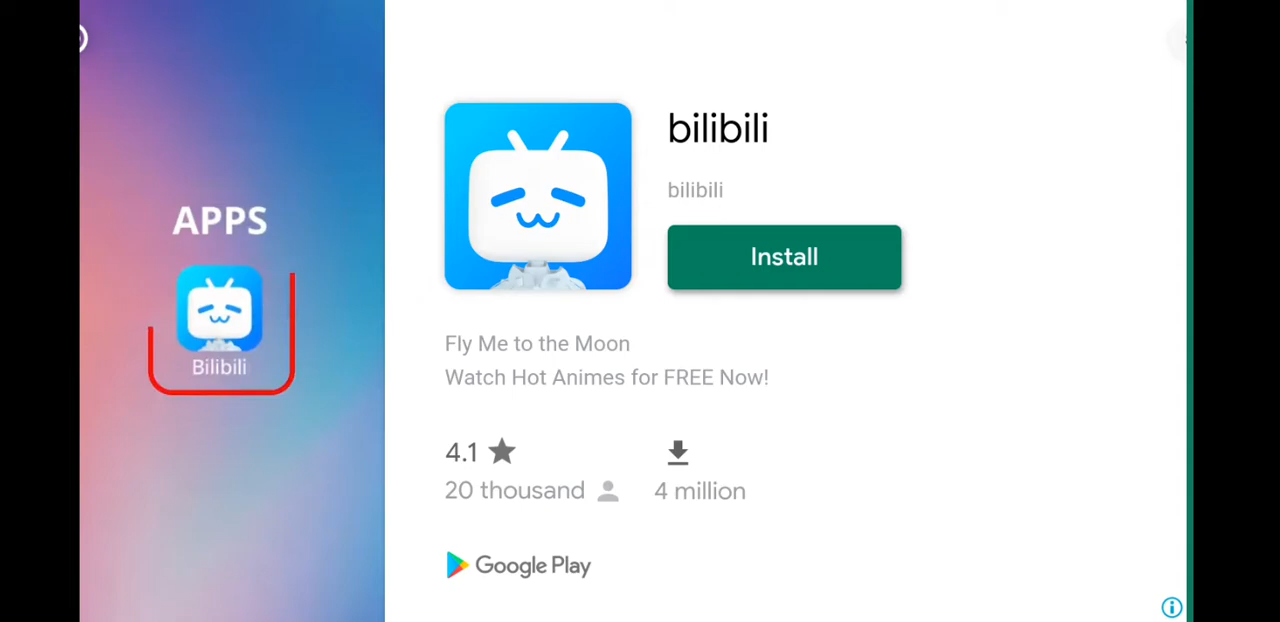 APPS
Bilibili
bilibili
bilibili
Install
Fly Me to the Moon
Watch Hot Animes for FREE Now!
4.1
20 thousand
4 million
Google Play